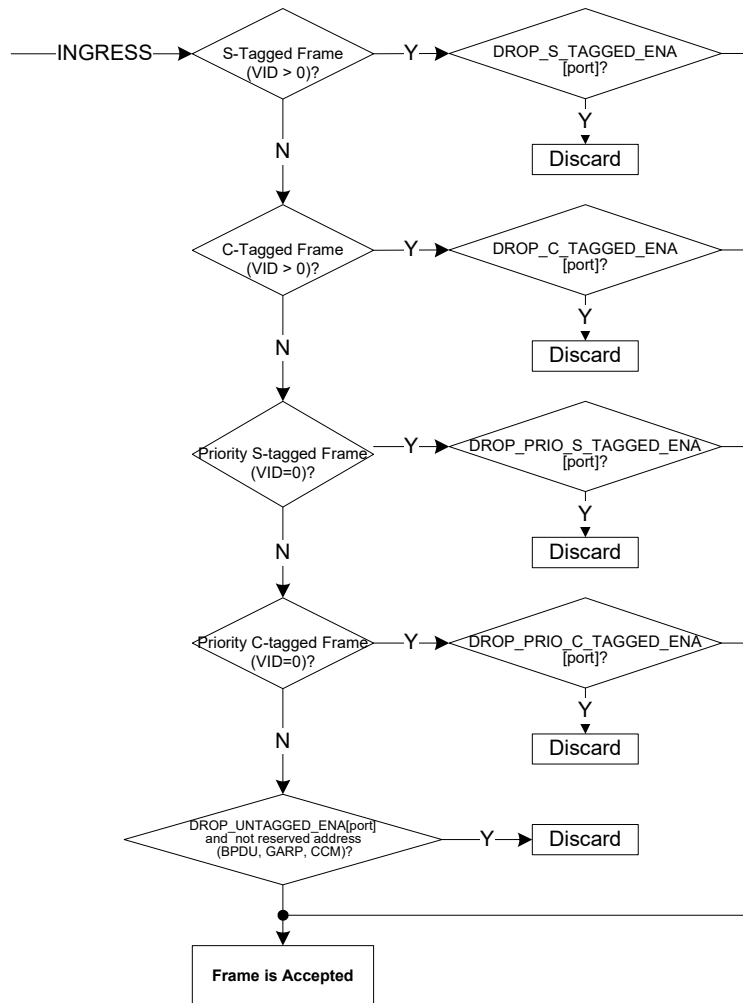 INGRESS
S-Tagged Frame
(VID > 0)?
Y
DROP_S_TAGGED_ENA
[port]?
Y
Discard
N
C-Tagged Frame
(VID > 0)?
Y
DROP_C_TAGGED_ENA
[port]?
Y
Discard
N
Priority S-tagged Frame
(VID=0)?
Y
DROP_PRIO_S_TAGGED_ENA
[port]?
Y
Discard
N
Priority C-tagged Frame
(VID=0)?
Y
DROP_PRIO_C_TAGGED_ENA
[port]?
Y
Discard
N
DROP_UNTAGGED_ENA[port]
and not reserved address
(BPDU, GARP, CCM)?
Y
Discard
Frame is Accepted